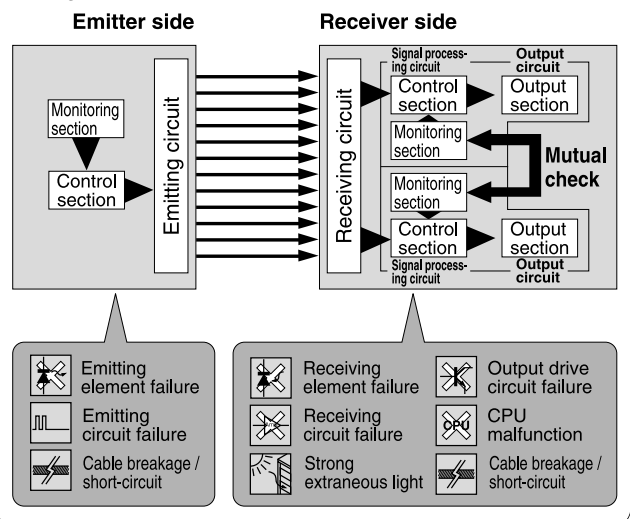 Emitter side
Receiver side
Monitoring
section
Control
section
Emitting circuit
Receiving circuit
Signal process-
ing circuit
Output
circuit
Control
section
Output
section
Monitoring
section
Mutual
check
Monitoring
section
Control
section
Output
section
Signal process-
ing circuit
Output
circuit
Emitting
element failure
Emitting
circuit failure
Cable breakage /
short-circuit
Receiving
element failure
Receiving
circuit failure
Strong
extraneous light
Output drive
circuit failure
CPU
CPU
malfunction
Cable breakage /
short-circuit